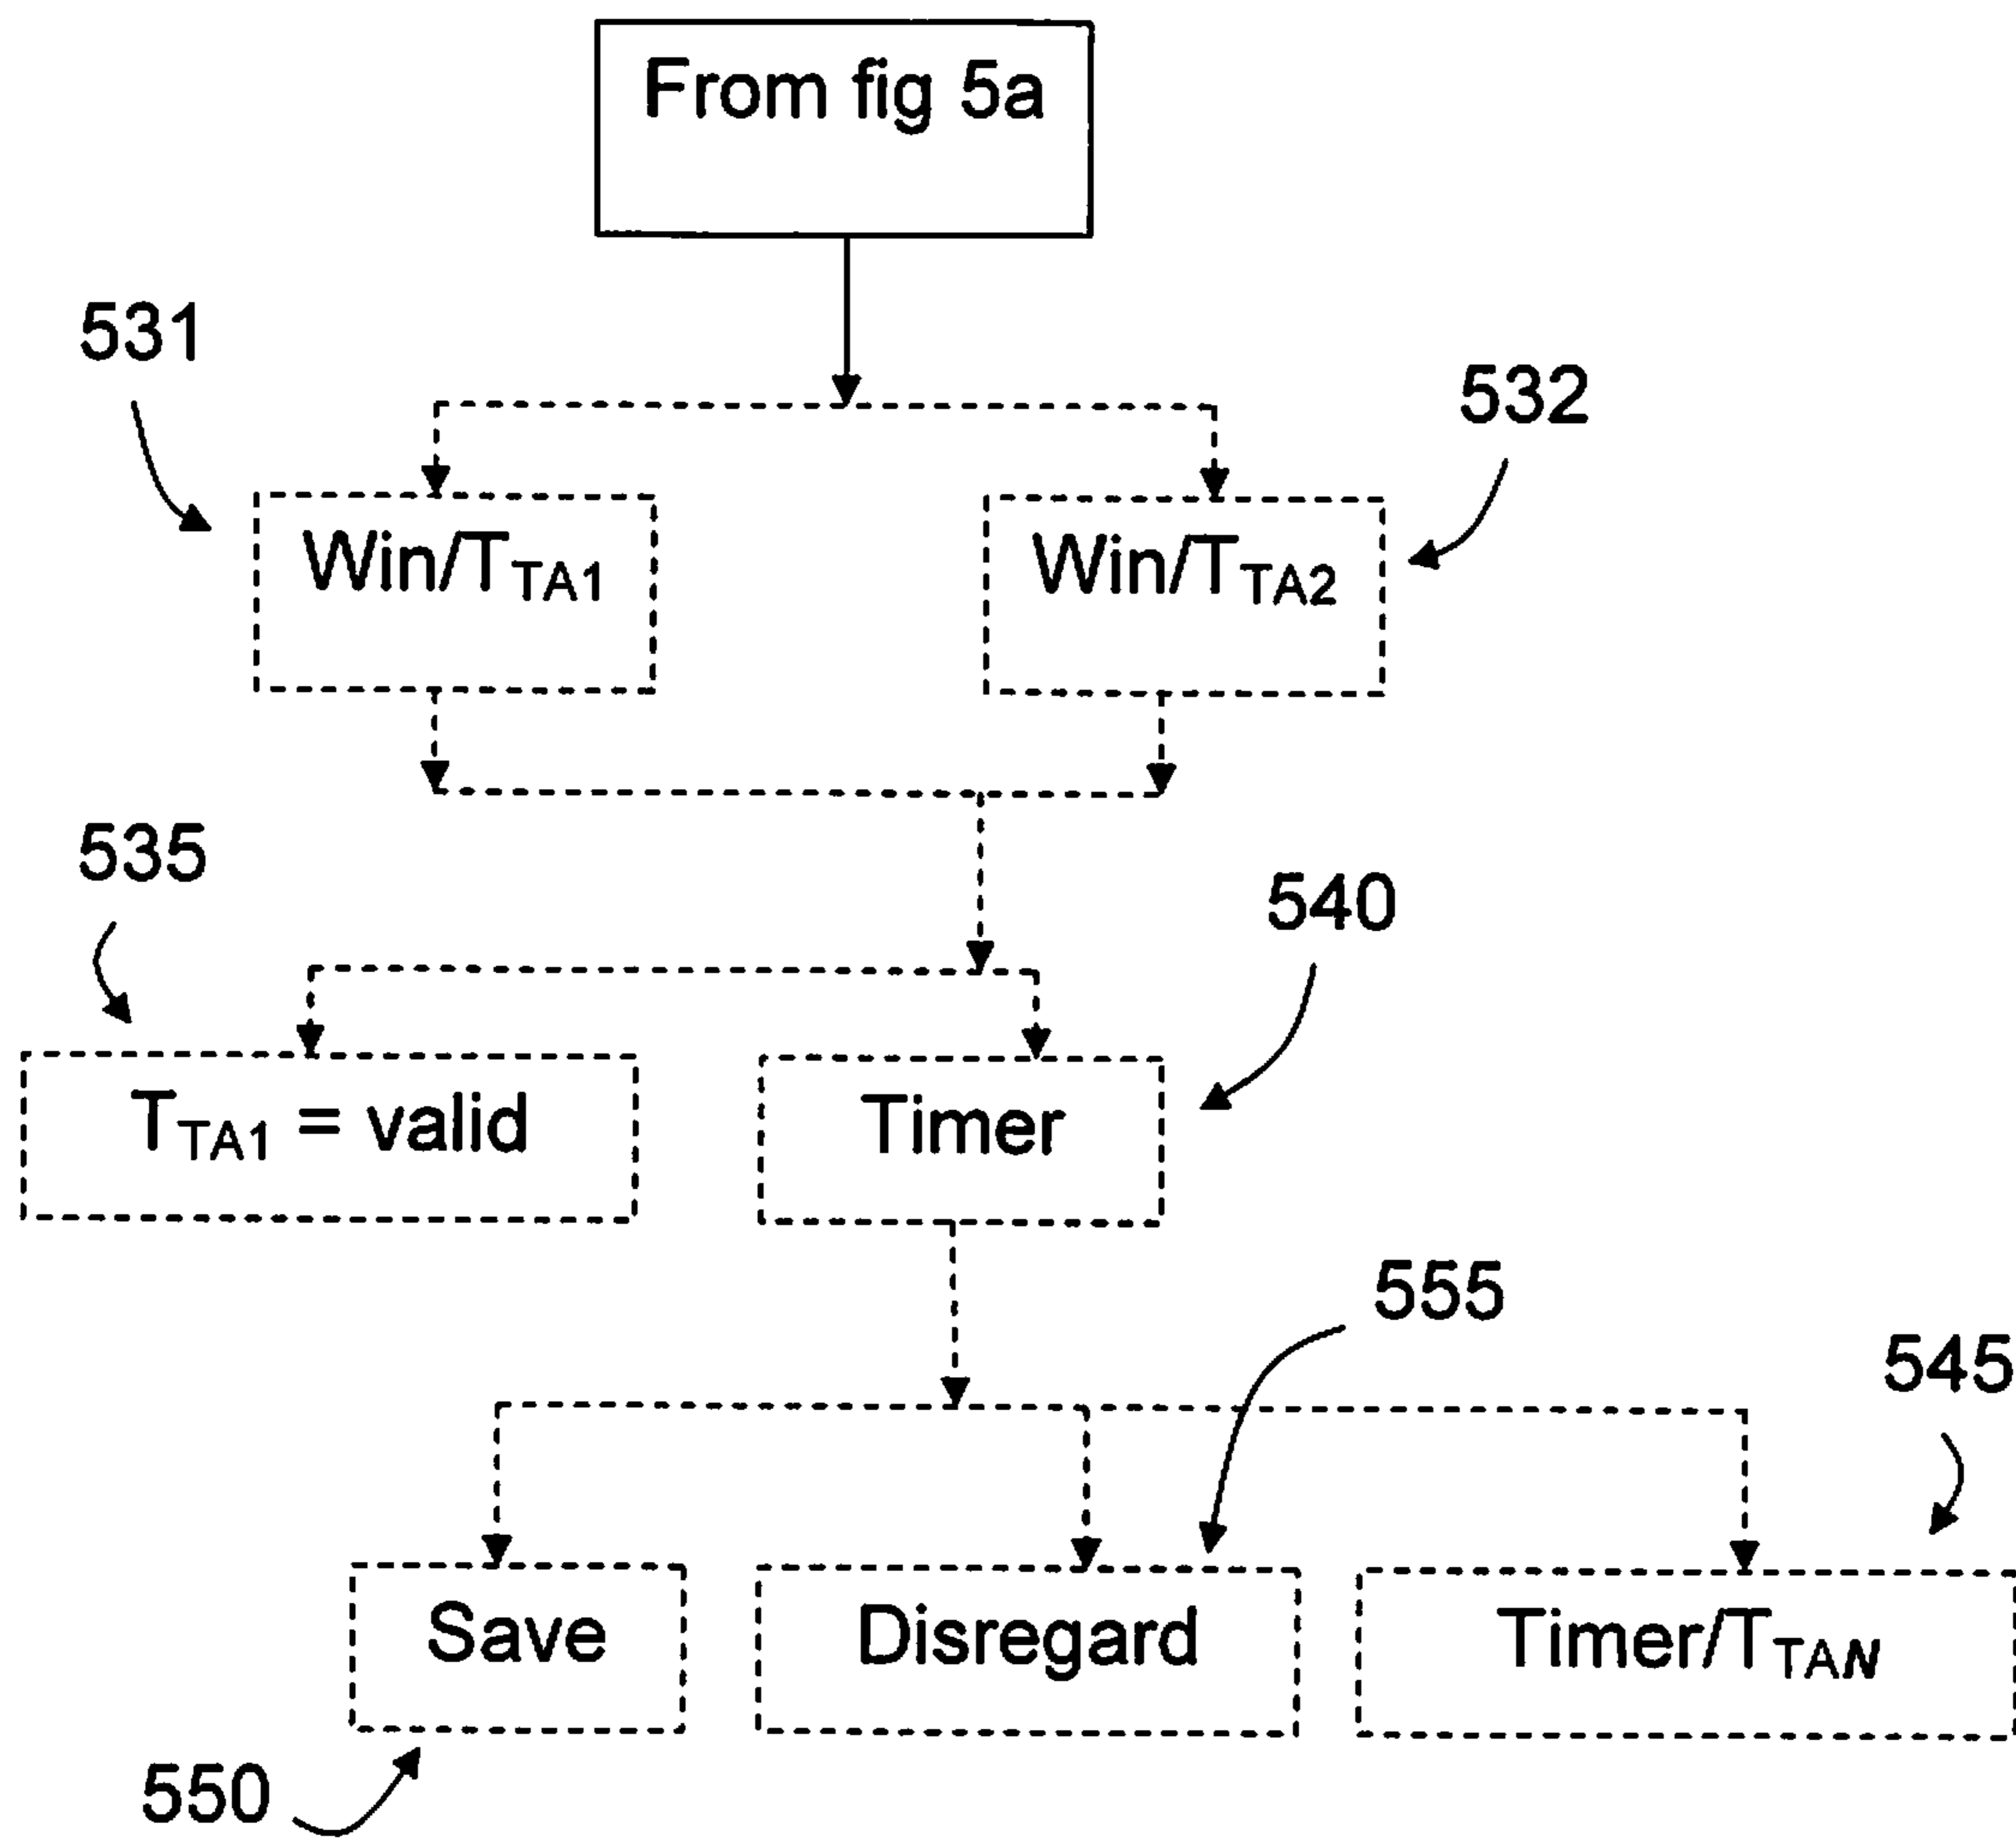 From fig 5a
531
532
Win/TTA1
Win/TTA2
535
540
TTA1 = valid
Timer
555
545
Save
Disregard
Timer/TTAN
550